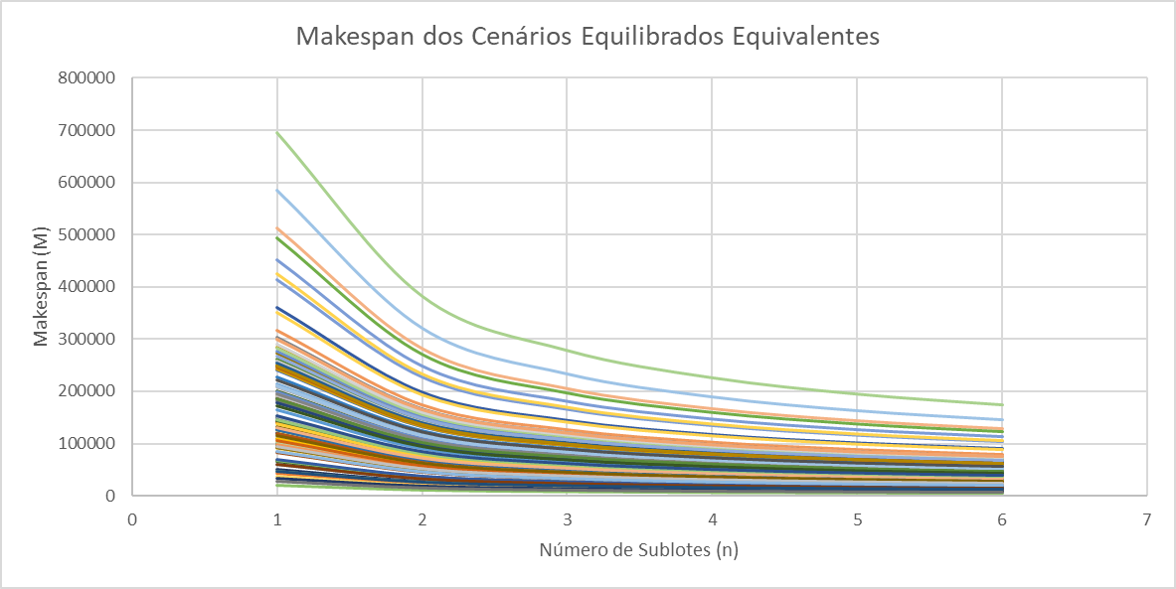 Makespan dos Cenários Equilibrados Equivalentes
800000
700000
600000
500000
400000
300000
200000
100000
0
Makespan (M)
0 1 2 3 4 5 6 7
Número de Sublotes (n)